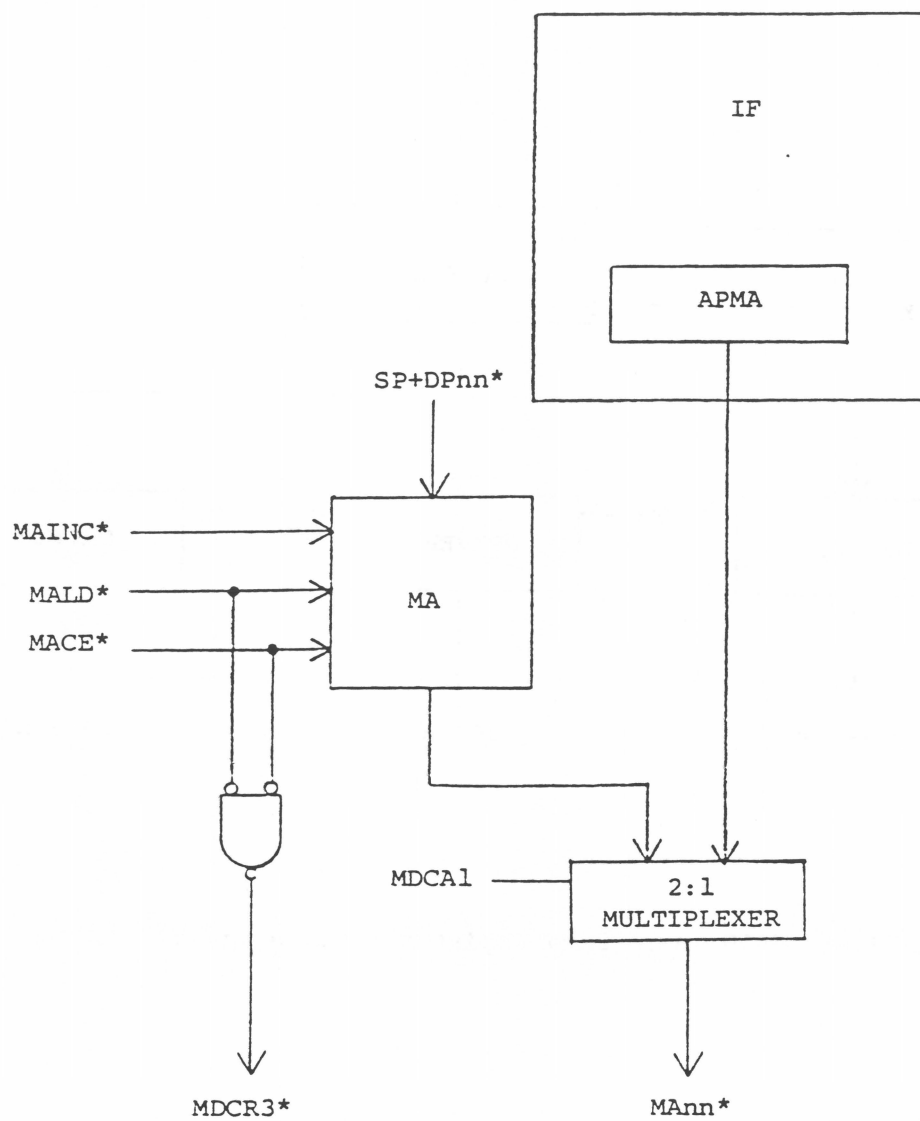 IF
APMA
SP+DPnn*
MAINC*
MALD*
MACE*
MA
MDCA1
2:1
MULTIPLEXER
MDCR3*
MAnn*